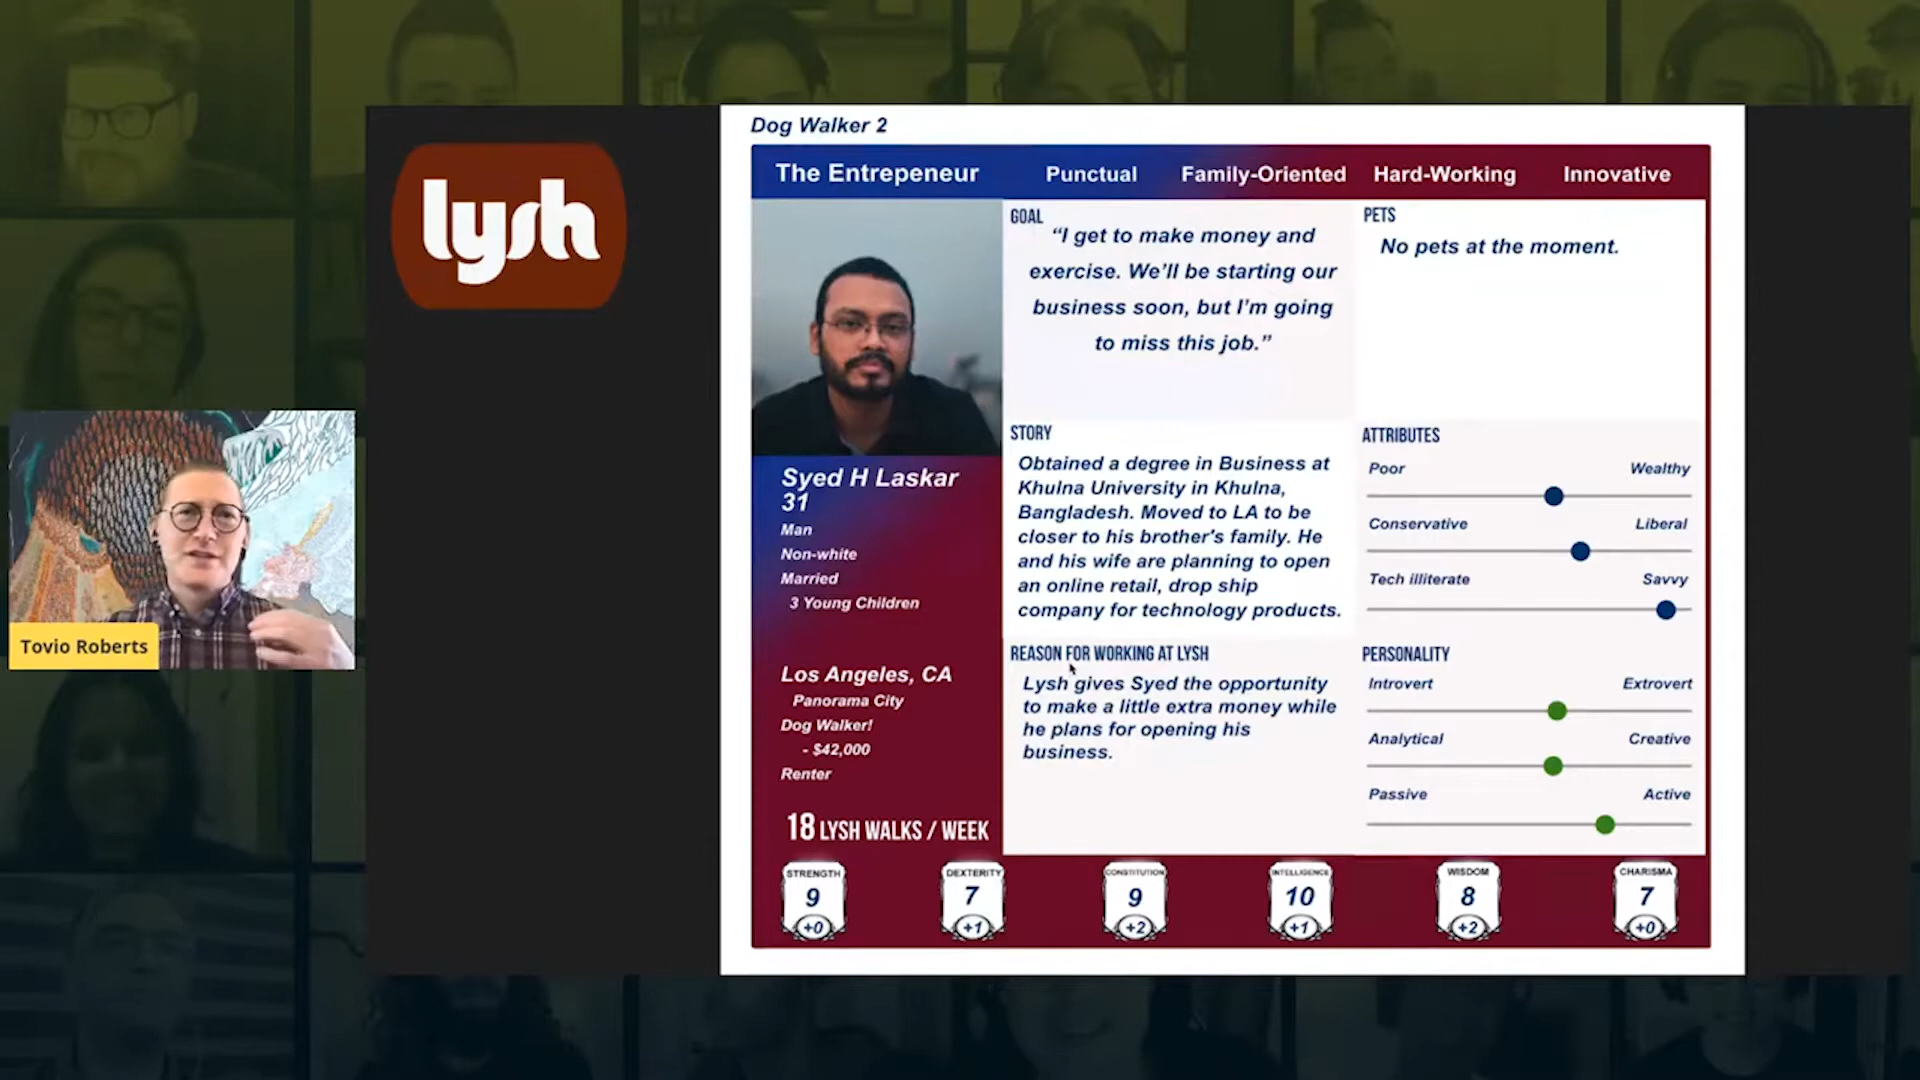 lysh
Tovio Roberts
Dog Walker 2
The Entrepeneur Punctual Family-Oriented Hard-Working Innovative
GOAL
“I get to make money and
exercise. We’ll be starting our
business soon, but I’m going
to miss this job.”
PETS
No pets at the moment.
Syed H Laskar
31
Man
Non-white
Married
3 Young Children
Los Angeles, CA
Panorama City
Dog Walker!
- $42,000
Renter
18 LYSH WALKS / WEEK
STORY
Obtained a degree in Business at
Khulna University in Khulna,
Bangladesh. Moved to LA to be
closer to his brother's family. He
and his wife are planning to open
an online retail, drop ship
company for technology products.
REASON FOR WORKING AT LYSH
Lysh gives Syed the opportunity
to make a little extra money while
he plans for opening his
business.
ATTRIBUTES
Poor Wealthy
Conservative Liberal
Tech illiterate Savvy
PERSONALITY
Introvert Extrovert
Analytical Creative
Passive Active
STRENGTH DEXTERITY CONSTITUTION INTELLIGENCE WISDOM CHARISMA
9 7 9 10 8 7
+0 +1 +2 +1 +2 +0